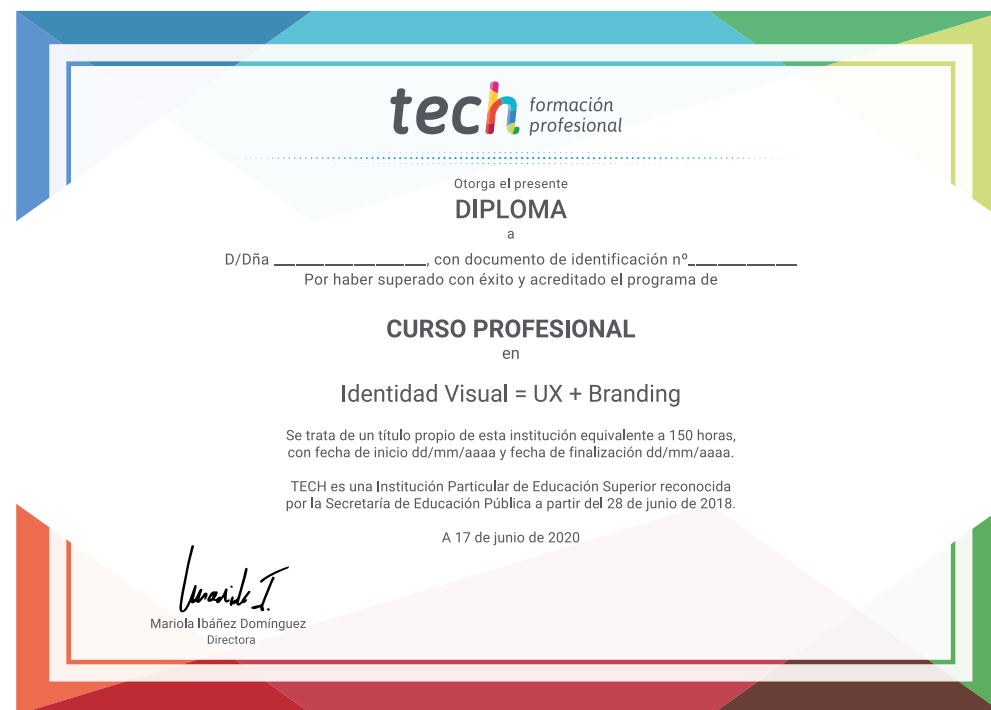 tech formación
profesional
Otorga el presente
DIPLOMA
a
D/Dña ______________, con documento de identificación nº__________
Por haber superado con éxito y acreditado el programa de
CURSO PROFESIONAL
en
Identidad Visual = UX + Branding
Se trata de un título propio de esta institución equivalente a 150 horas,
con fecha de inicio dd/mm/aaaa y fecha de finalización dd/mm/aaaa.
TECH es una Institución Particular de Educación Superior reconocida
por la Secretaría de Educación Pública a partir del 28 de junio de 2018.
A 17 de junio de 2020
Mariola I.
Mariola Ibáñez Domínguez
Directora